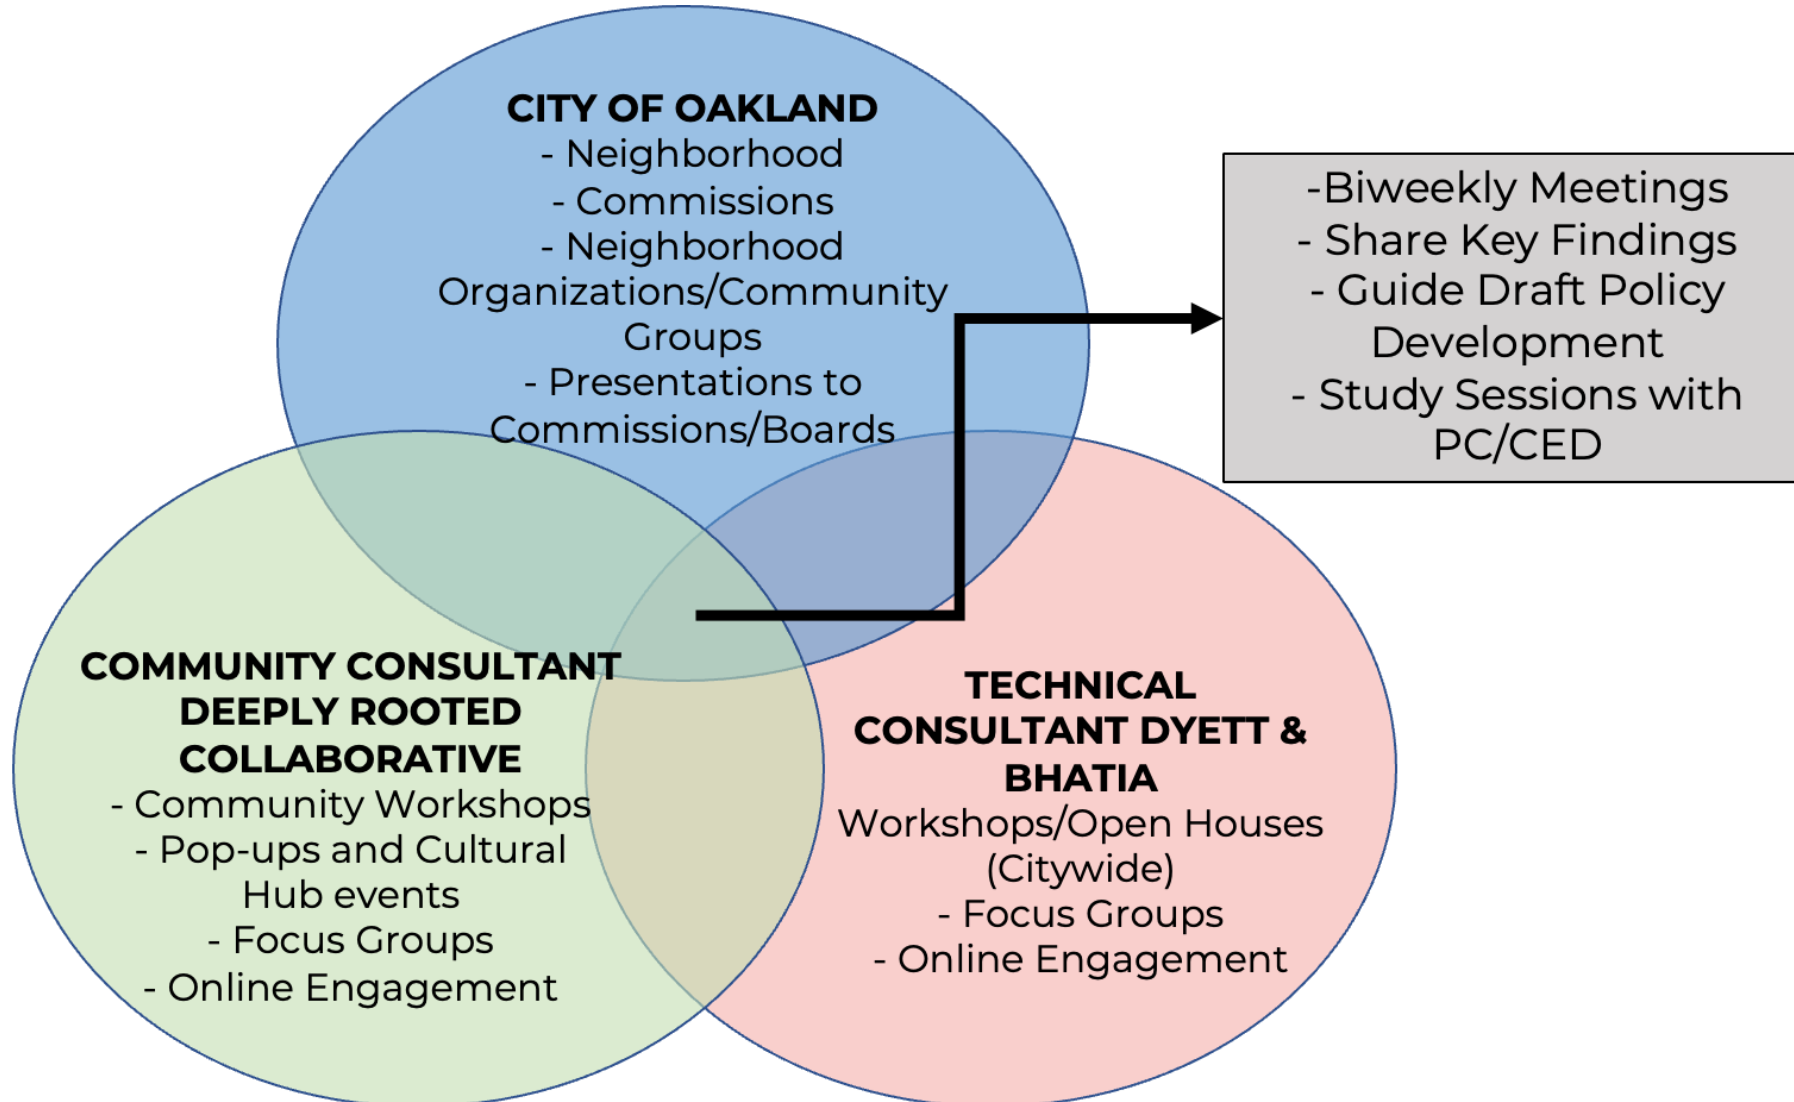 CITY OF OAKLAND
- Neighborhood
- Commissions
- Neighborhood
Organizations/Community
Groups
- Presentations to
Commissions/Boards
-Biweekly Meetings
- Share Key Findings
- Guide Draft Policy
Development
- Study Sessions with
PC/CED
COMMUNITY CONSULTANT
DEEPLY ROOTED
COLLABORATIVE
- Community Workshops
- Pop-ups and Cultural
Hub events
- Focus Groups
- Online Engagement
TECHNICAL
CONSULTANT DYETT &
BHATIA
Workshops/Open Houses
(Citywide)
- Focus Groups
- Online Engagement